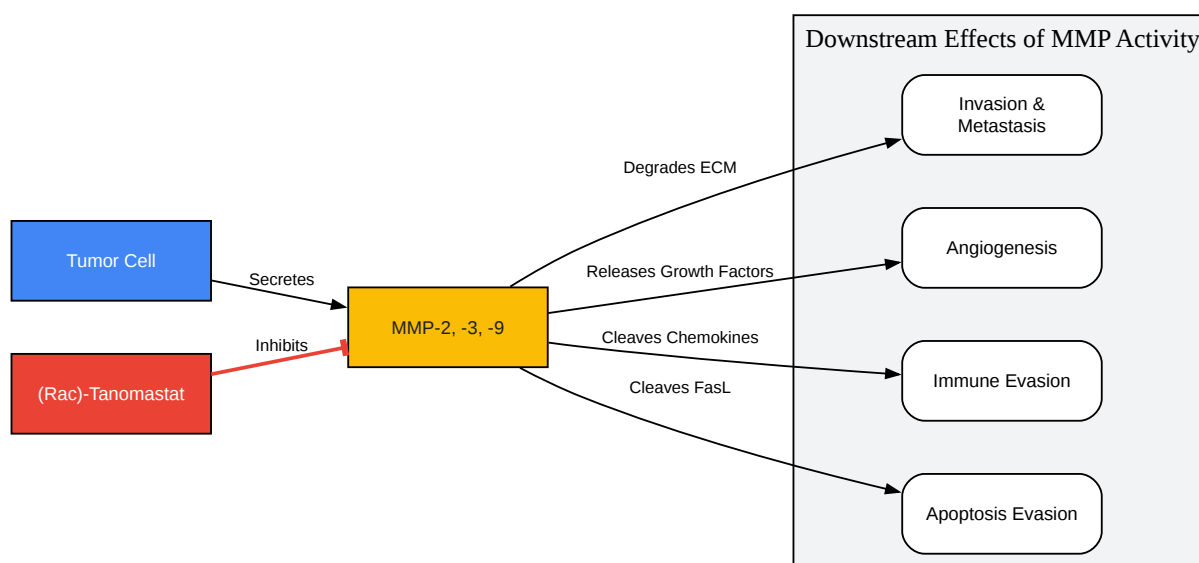 Downstream Effects of MMP Activity
Invasion &
Metastasis
Degrades ECM
Tumor Cell
Secretes
Releases Growth Factors
Angiogenesis
MMP-2, -3, -9
Inhibits
(Rac)-Tanomastat
Cleaves Chemokines
Immune Evasion
Cleaves FasL
Apoptosis Evasion